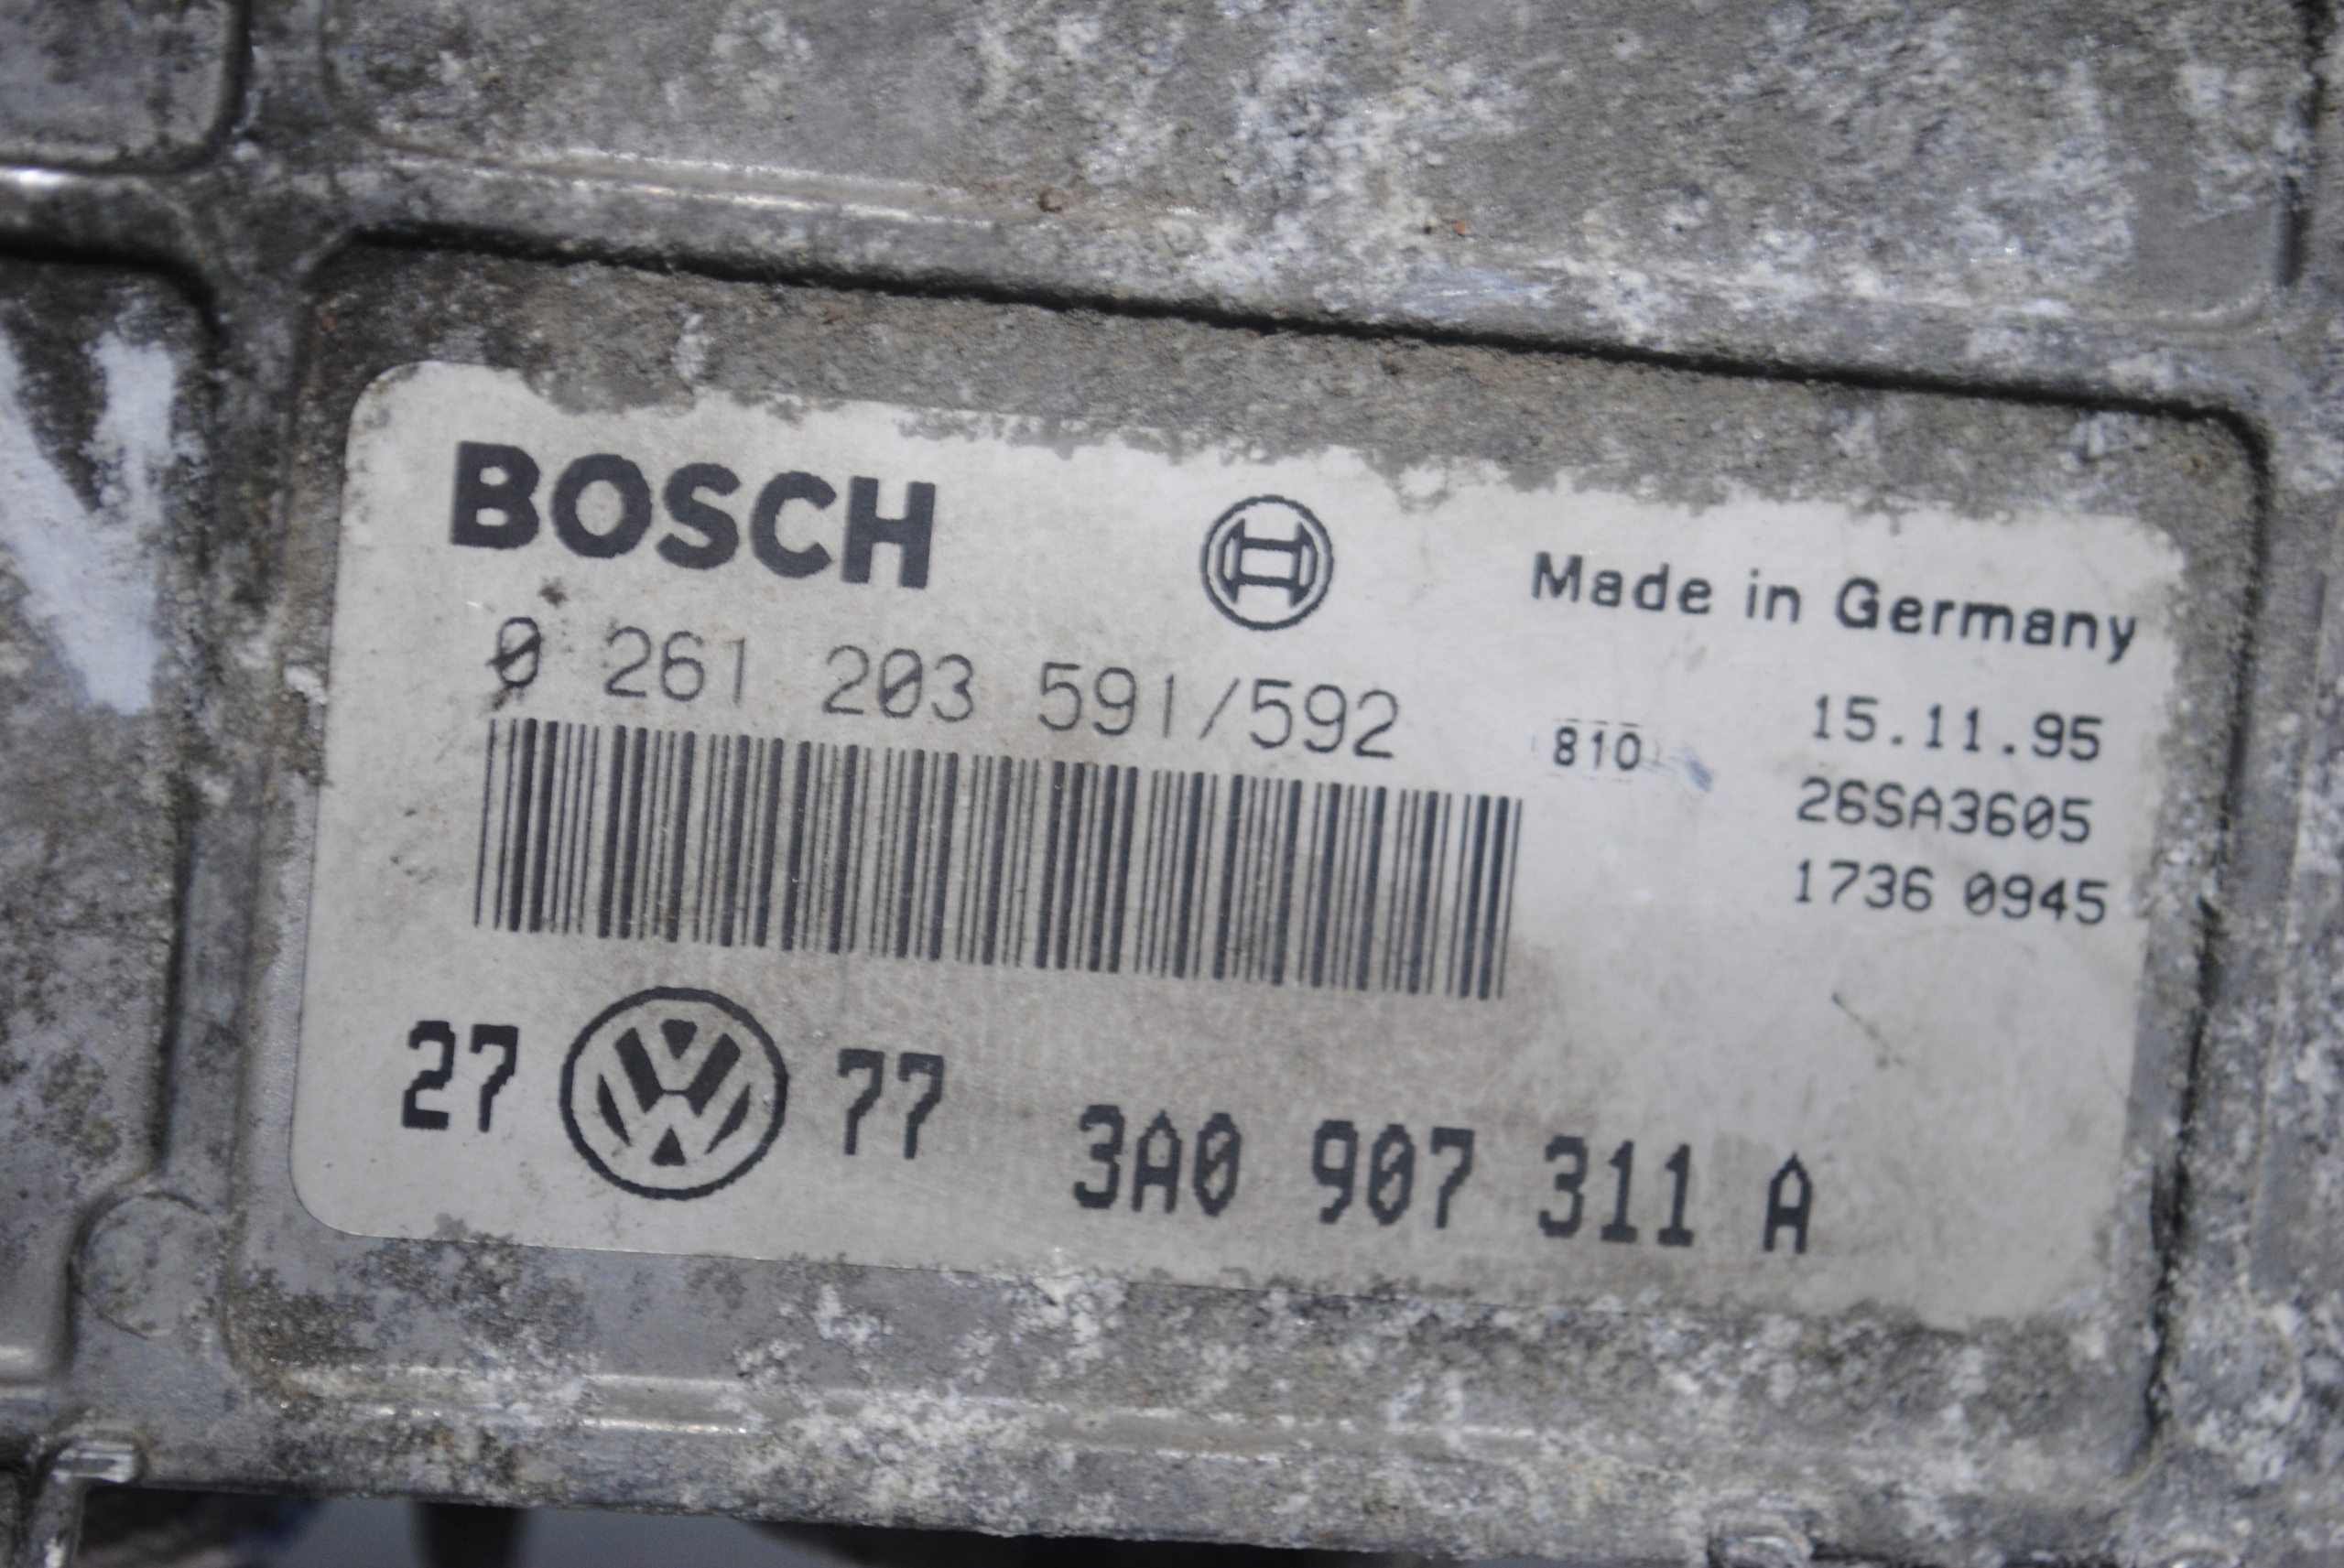 BOSCH
Made in Germany
0 261 203 591/592
810
15.11.95
26SA3605
1736 0945
27 VW 77 3A0 907 311 A